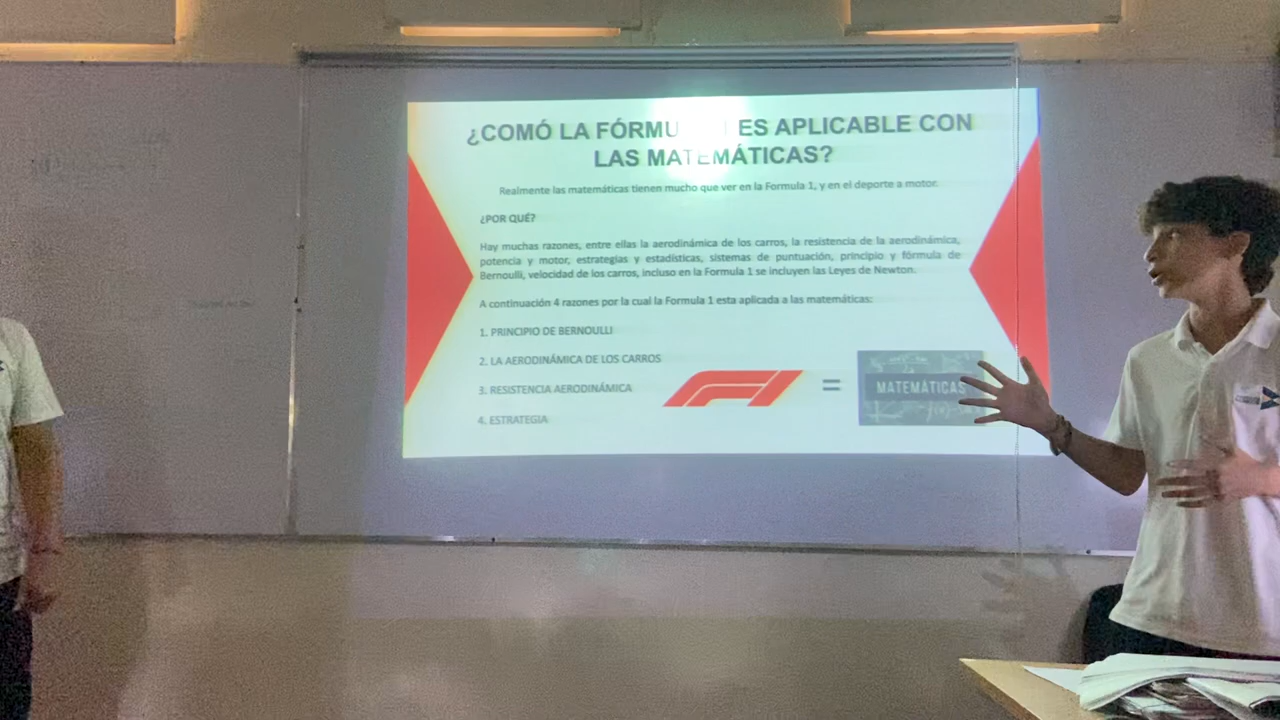 ¿COMÓ LA FÓRMU ES APLICABLE CON
LAS MATEMÁTICAS?
Realmente las matemáticas tienen mucho que ver en la Formula 1, y en el deporte a motor.
¿POR QUÉ?
Hay muchas razones, entre ellas la aerodinámica de los carros, la resistencia de la aerodinámica,
potencia y motor, estrategias y estadísticas, sistemas de puntuación, principio y fórmula de
Bernoulli, velocidad de los carros, incluso en la Formula 1 se incluyen las Leyes de Newton.
A continuación 4 razones por la cual la Formula 1 esta aplicada a las matemáticas:
1. PRINCIPIO DE BERNOULLI
2. LA AERODINÁMICA DE LOS CARROS
3. RESISTENCIA AERODINÁMICA
4. ESTRATEGIA
F1 = MATEMÁTICAS